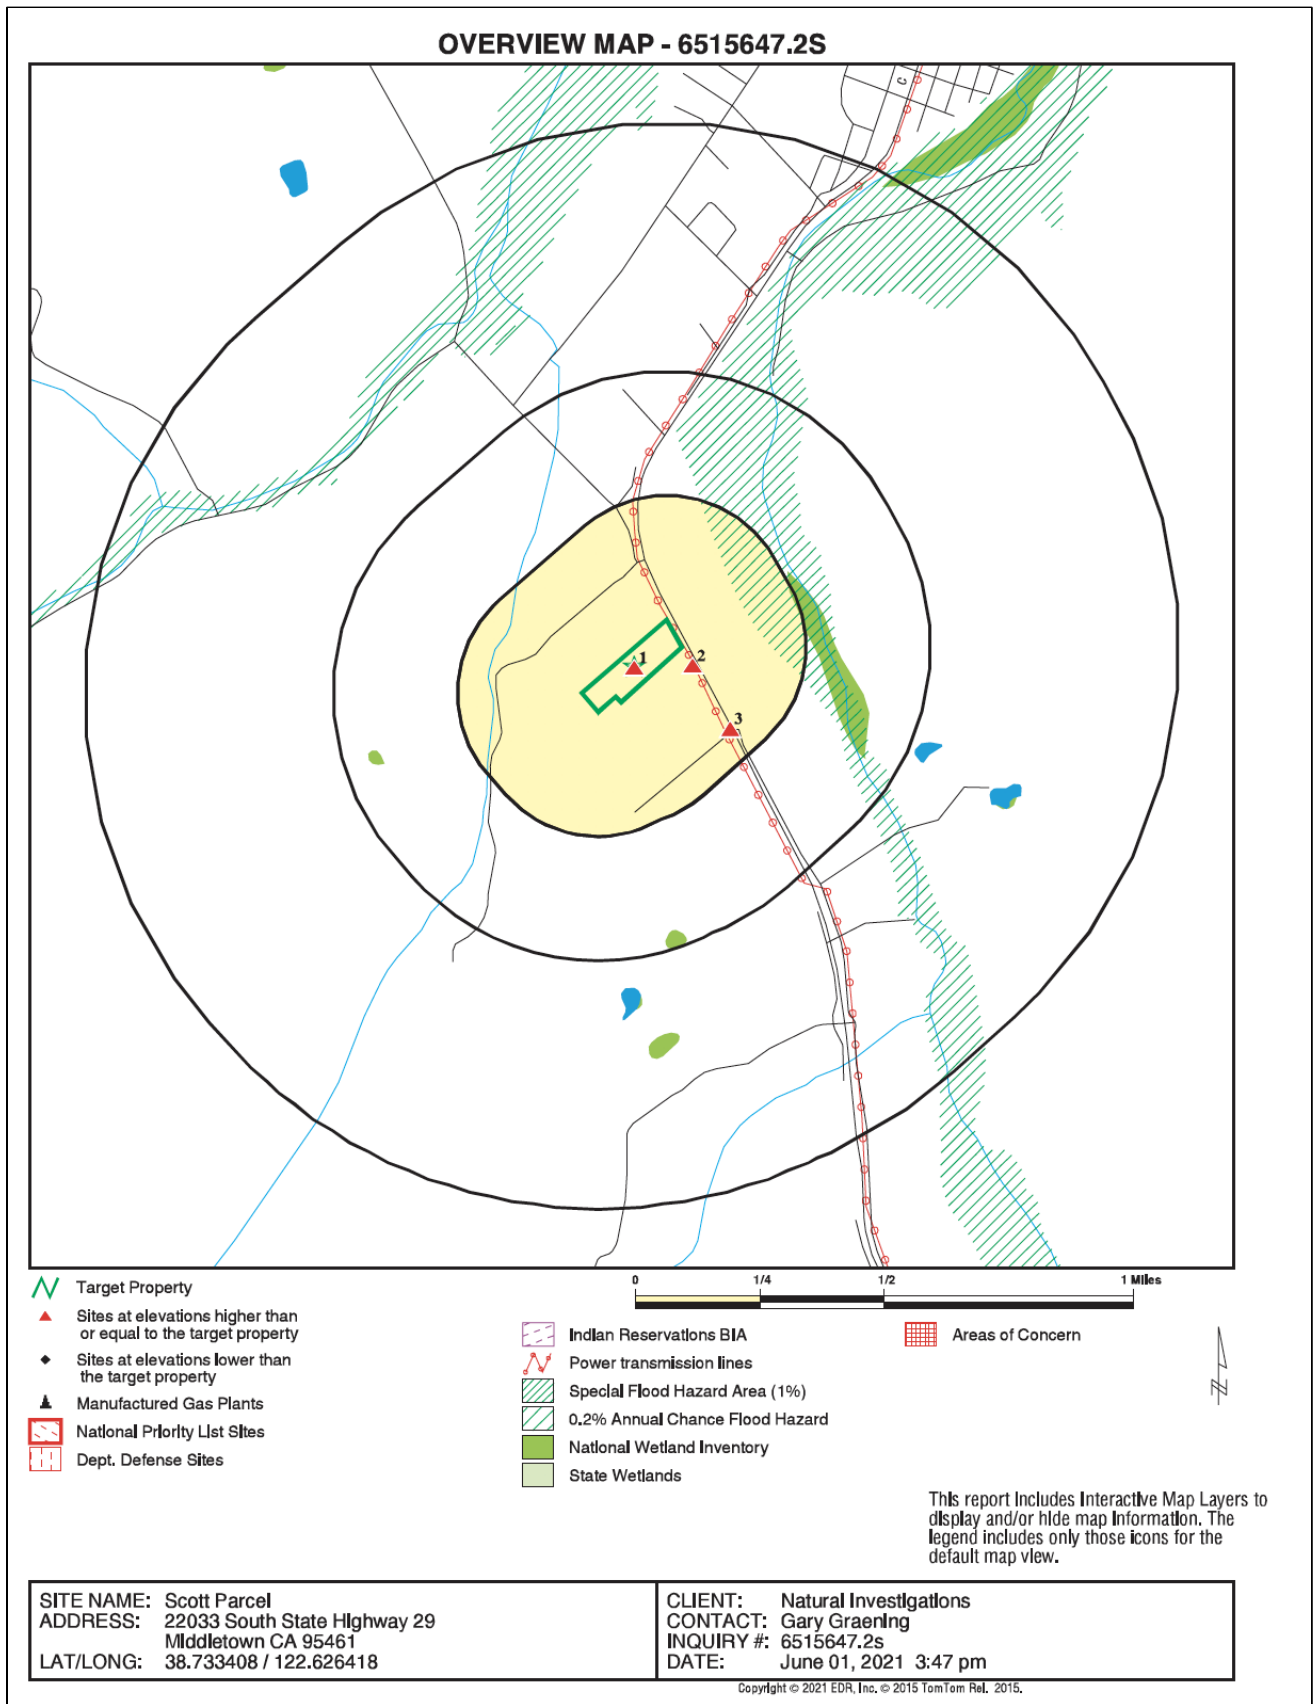 OVERVIEW MAP - 6515647.2S
C
1
2
3
Target Property
Sites at elevations higher than
or equal to the target property
Sites at elevations lower than
the target property
Manufactured Gas Plants
National Priority List Sites
Dept. Defense Sites
0 1/4 1/2 1 Miles
Indian Reservations BIA
Power transmission lines
Special Flood Hazard Area (1%)
0.2% Annual Chance Flood Hazard
National Wetland Inventory
State Wetlands
Areas of Concern
This report includes Interactive Map Layers to
display and/or hide map information. The
legend includes only those icons for the
default map view.
SITE NAME: Scott Parcel
ADDRESS: 22033 South State Highway 29
Middletown CA 95461
LAT/LONG: 38.733408 / 122.626418
CLIENT: Natural Investigations
CONTACT: Gary Graening
INQUIRY #: 6515647.2s
DATE: June 01, 2021 3:47 pm
Copyright © 2021 EDR, Inc. © 2015 TomTom Rel. 2015.